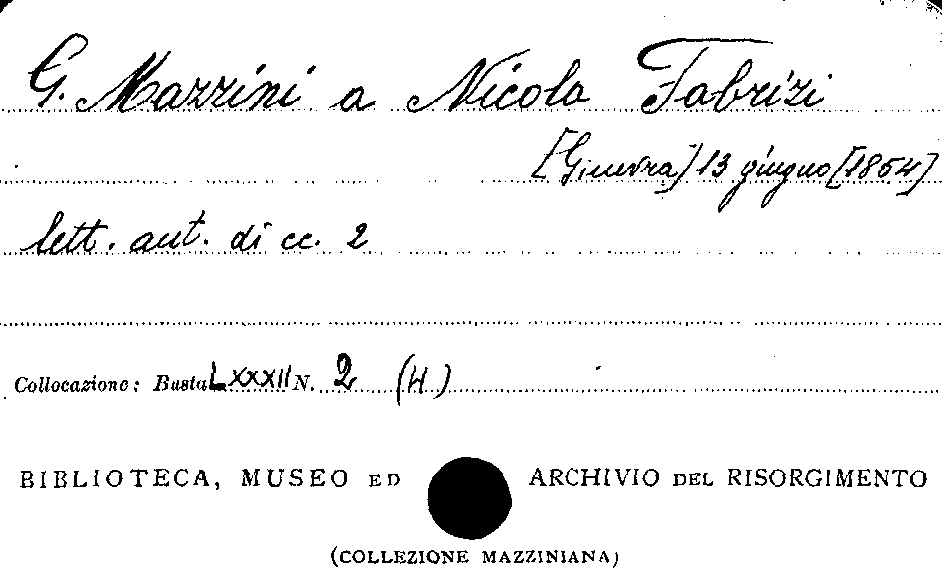 G. Mazzini a Nicola Fabrizi
[Ginevra] 13 giugno [1854]
lett. aut. di cc. 2
Collocazione: Busta LXXXII N. 2 (4)
BIBLIOTECA, MUSEO ED ARCHIVIO DEL RISORGIMENTO
(COLLEZIONE MAZZINIANA)